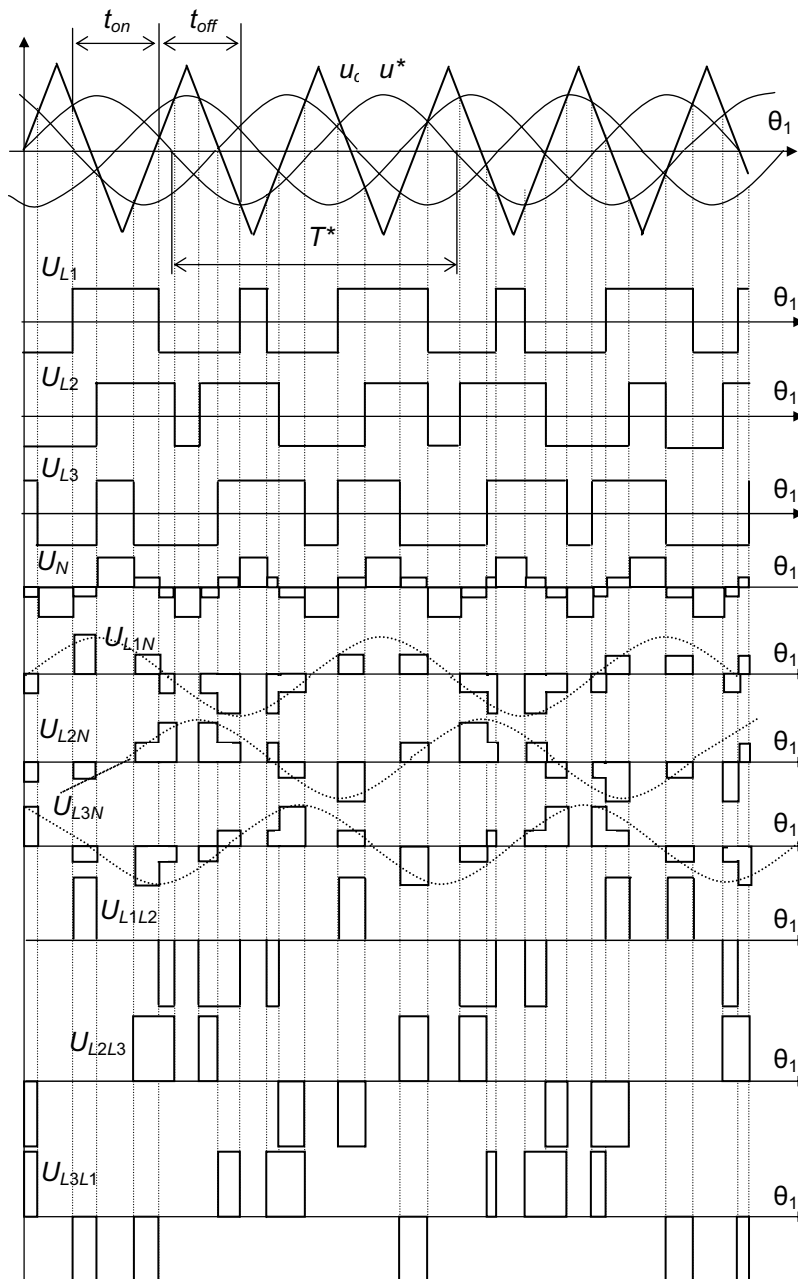 t_on t_off
u_c u*
θ₁
T*
U_L1 θ₁
U_L2 θ₁
U_L3 θ₁
U_N θ₁
U_L1N θ₁
U_L2N θ₁
U_L3N θ₁
U_L1L2 θ₁
U_L2L3 θ₁
U_L3L1 θ₁